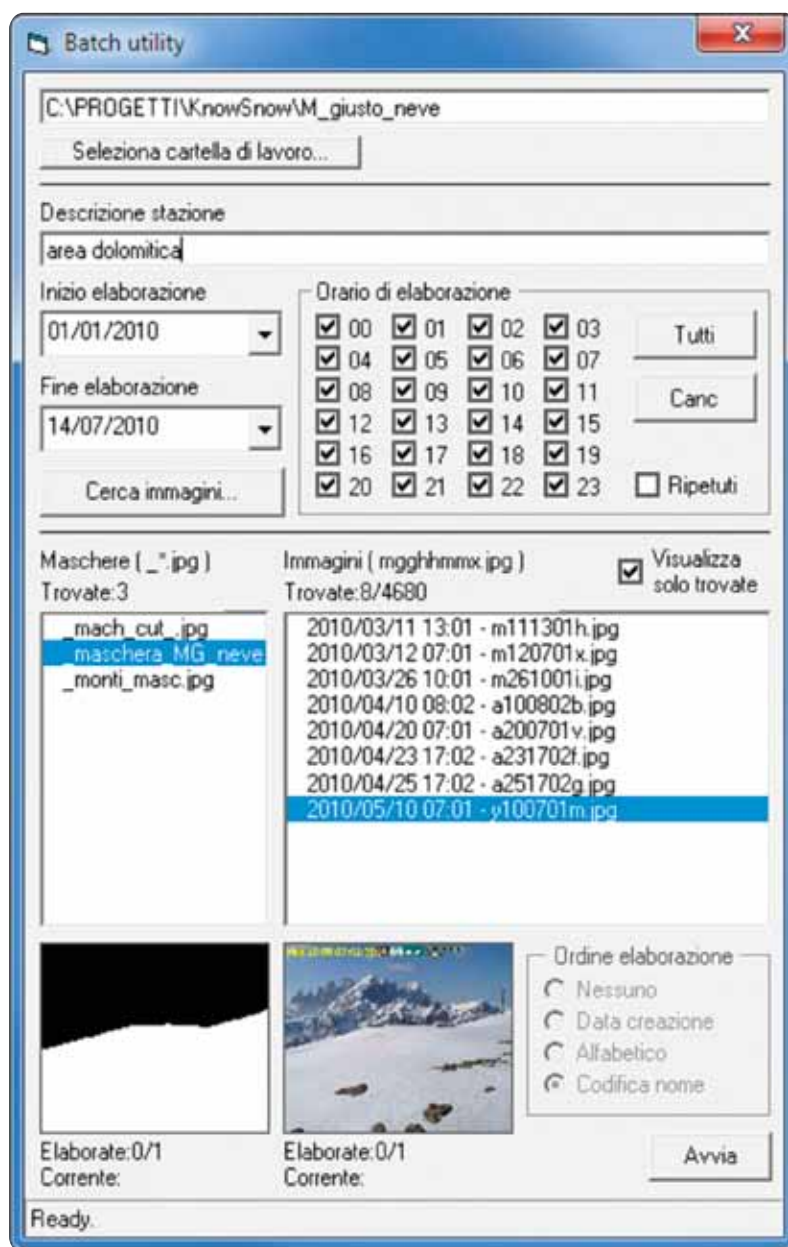 Batch utility
C:\PROGETTI\KnowSnow\M_giusto_neve
Seleziona cartella di lavoro...
Descrizione stazione
area dolomitica
Inizio elaborazione
01/01/2010
Fine elaborazione
14/07/2010
Cerca immagini...
Orario di elaborazione
00 01 02 03
04 05 06 07
08 09 10 11
12 13 14 15
16 17 18 19
20 21 22 23
Tutti
Canc
Ripetuti
Maschere ( _*.jpg )
Trovate:3
_mach_cut_.jpg
_maschera_MG_neve
_monti_masc.jpg
Immagini ( mgghhmmx.jpg )
Trovate:8/4680
Visualizza
solo trovate
2010/03/11 13:01 - m111301h.jpg
2010/03/12 07:01 - m120701x.jpg
2010/03/26 10:01 - m261001i.jpg
2010/04/10 08:02 - a100802b.jpg
2010/04/20 07:01 - a200701v.jpg
2010/04/23 17:02 - a231702f.jpg
2010/04/25 17:02 - a251702g.jpg
2010/05/10 07:01 - y100701m.jpg
Elaborate:0/1
Corrente:
Elaborate:0/1
Corrente:
Ordine elaborazione
Nessuno
Data creazione
Alfabetico
Codifica nome
Avvia
Ready.